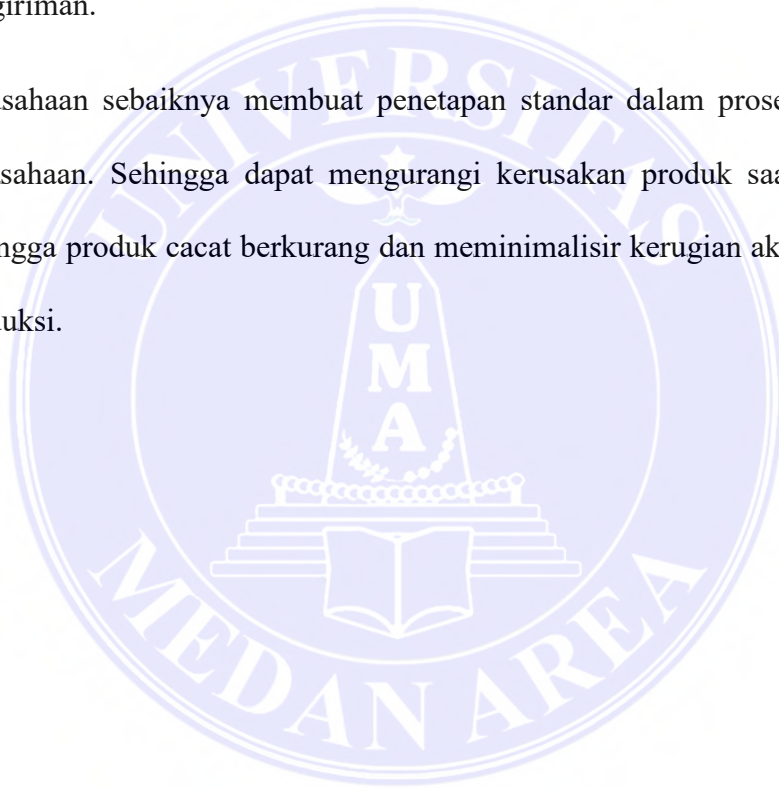 giriman.
sahaan sebaiknya membuat penetapan standar dalam prose
sahaan. Sehingga dapat mengurangi kerusakan produk saa
ngga produk cacat berkurang dan meminimalisir kerugian ak
uksi.
UNIVERSITAS
UMA
MEDAN AREA